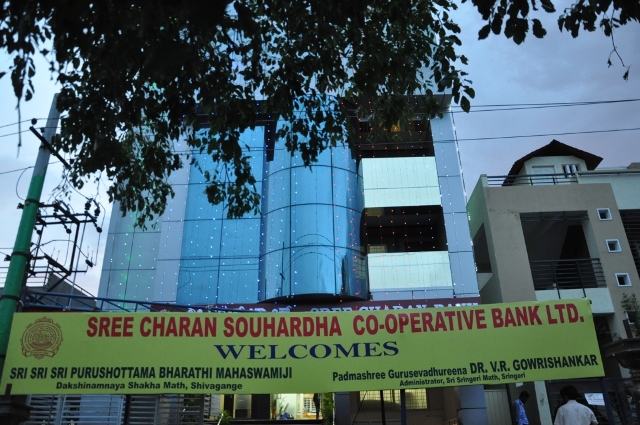 SREE CHARAN SOUHARDHA CO-OPERATIVE BANK LTD.
WELCOMES
SRI SRI SRI PURUSHOTTAMA BHARATHI MAHASWAMIJI
Dakshinamnaya Shakha Math, Shivagange
Padmashree Gurusevadhureena DR. V.R. GOWRISHANKAR
Administrator, Sri Sringeri Math, Sringeri